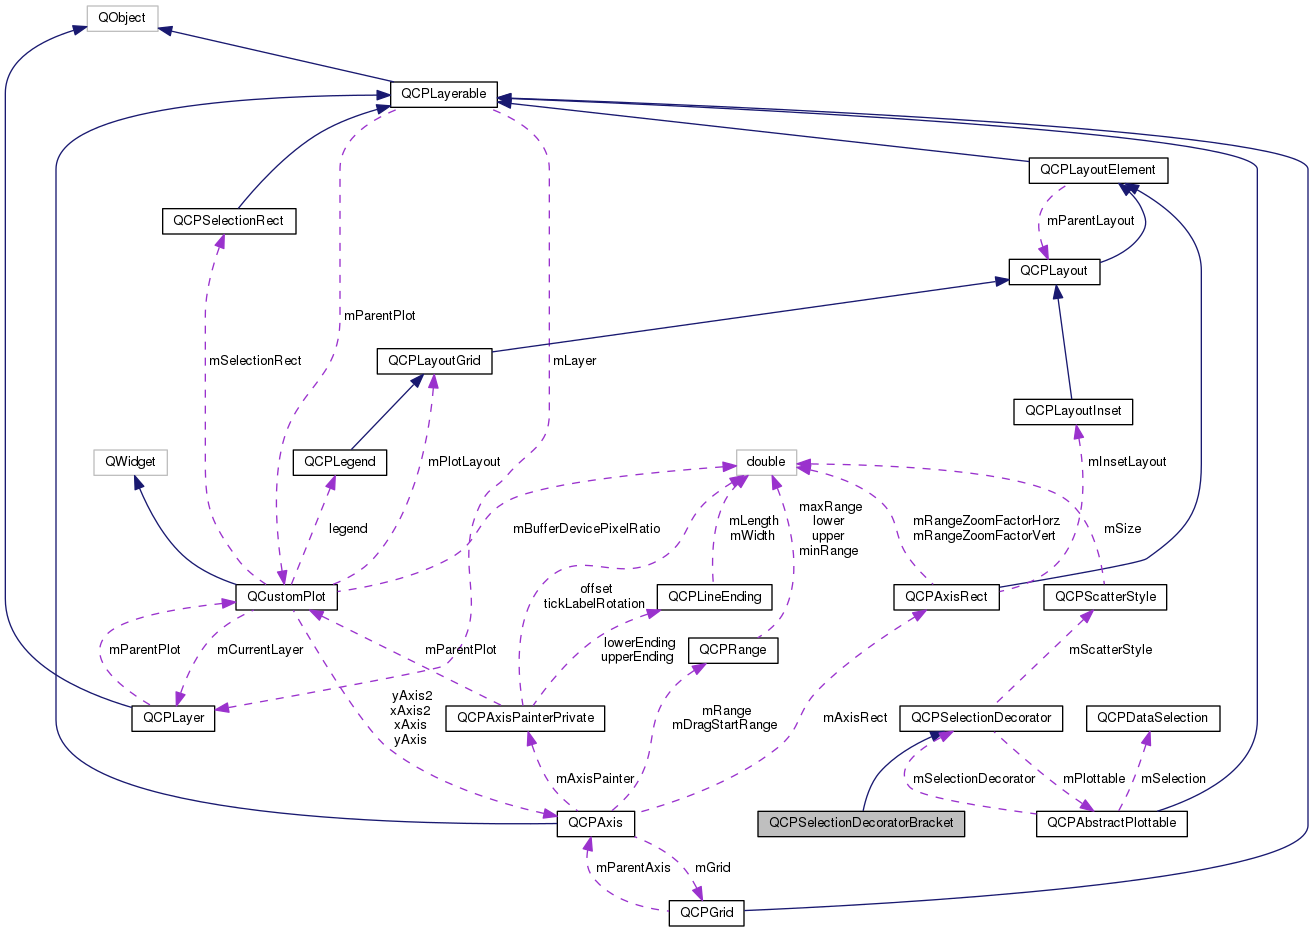 QObject
QCPLayerable
QCPLayoutElement
QCPSelectionRect
mParentLayout
QCPLayout
mParentPlot
mSelectionRect
QCPLayoutGrid
mLayer
QCPLayoutInset
QWidget
QCPLegend
mPlotLayout
double
mInsetLayout
legend
mBufferDevicePixelRatio
mLength
mWidth
maxRange
lower
upper
minRange
mRangeZoomFactorHorz
mRangeZoomFactorVert
mSize
QCustomPlot
offset
tickLabelRotation
QCPLineEnding
QCPAxisRect
QCPScatterStyle
mParentPlot
mCurrentLayer
mParentPlot
lowerEnding
upperEnding
QCPRange
mScatterStyle
QCPLayer
yAxis2
xAxis2
xAxis
yAxis
QCPAxisPainterPrivate
mRange
mDragStartRange
mAxisRect
QCPSelectionDecorator
QCPDataSelection
mAxisPainter
mSelectionDecorator
mPlottable
mSelection
QCPAxis
QCPSelectionDecoratorBracket
QCPAbstractPlottable
mParentAxis
mGrid
QCPGrid